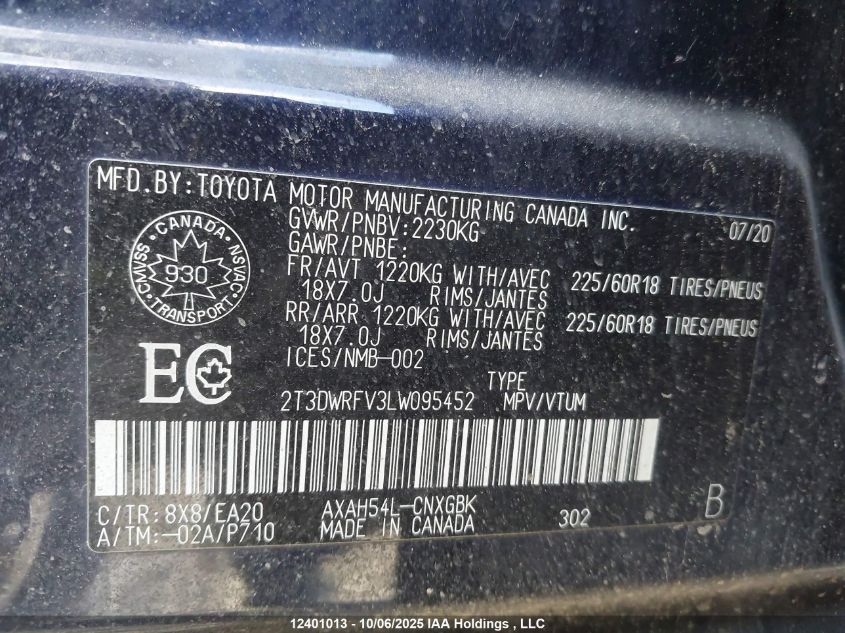 MFD.BY:TOYOTA MOTOR MANUFACTURING CANADA INC. 07/20
GVWR/PNBV:2230KG
GAWR/PNBE:
FR/AVT 1220KG WITH/AVEC 225/60R18 TIRES/PNEUS
18X7.0J RIMS/JANTES
RR/ARR 1220KG WITH/AVEC 225/60R18 TIRES/PNEUS
18X7.0J RIMS/JANTES
ICES/NMB-002
CANADA
CMVSS 930 NSVAC
TRANSPORT
EC
TYPE
2T3DWRFV3LW095452 MPV/VTUM
C/TR:8X8/EA20 AXAH54L-CNXGBK 302 B
A/TM:-02A/P710 MADE IN CANADA
12401013 - 10/06/2025 IAA Holdings , LLC